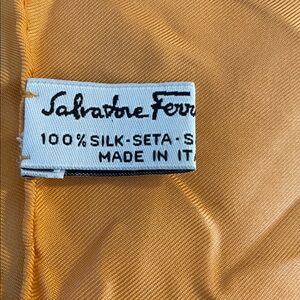 Salvatore Ferr
100% SILK-SETA-S
MADE IN IT